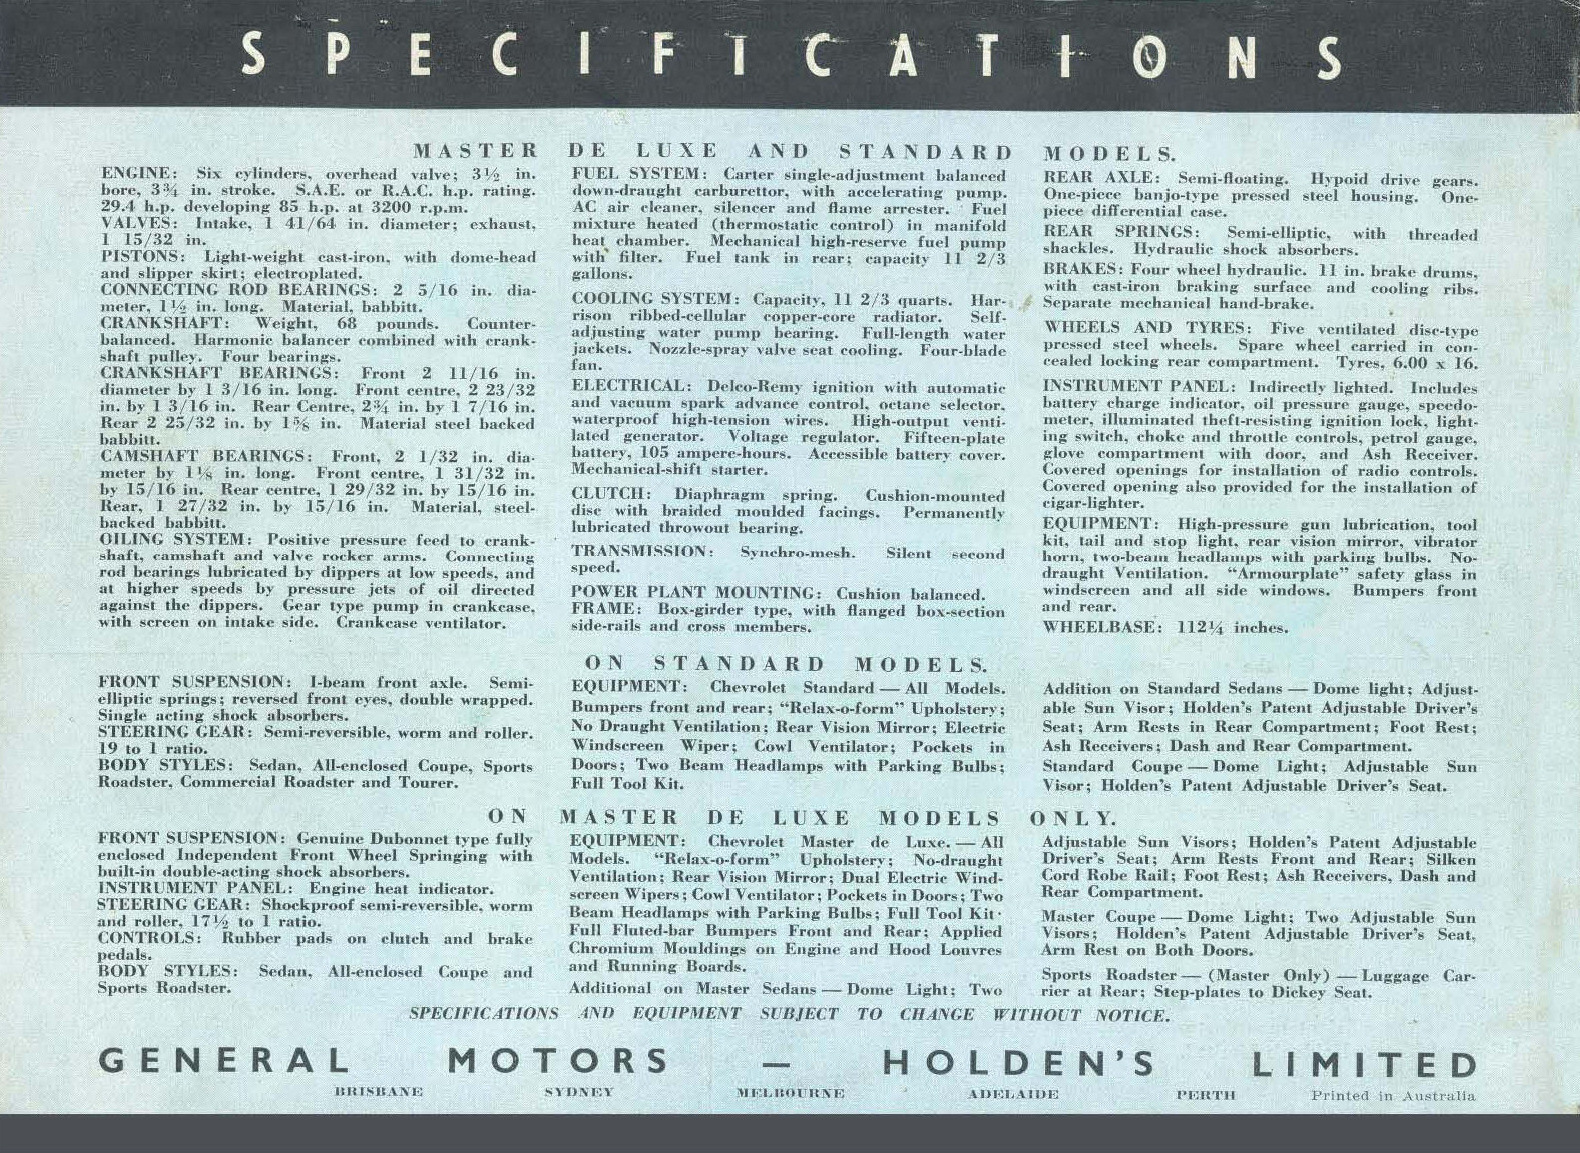 SPECIFICATIONS
MASTER DE LUXE AND STANDARD MODELS.
ENGINE: Six cylinders, overhead valve; 3½ in.
bore, 3¾ in. stroke. S.A.E. or R.A.C. h.p. rating.
29.4 h.p. developing 85 h.p. at 3200 r.p.m.
VALVES: Intake, 1 41/64 in. diameter; exhaust,
1 15/32 in.
PISTONS: Light-weight cast-iron, with dome-head
and slipper skirt; electroplated.
CONNECTING ROD BEARINGS: 2 5/16 in. dia-
meter, 1½ in. long. Material, babbitt.
CRANKSHAFT: Weight, 68 pounds. Counter-
balanced. Harmonic balancer combined with crank-
shaft pulley. Four bearings.
CRANKSHAFT BEARINGS: Front 2 11/16 in.
diameter by 1 3/16 in. long. Front centre, 2 23/32
in. by 1 3/16 in. Rear Centre, 2¾ in. by 1 7/16 in.
Rear 2 25/32 in. by 1⅝ in. Material steel backed
babbitt.
CAMSHAFT BEARINGS: Front, 2 1/32 in. dia-
meter by 1⅛ in. long. Front centre, 1 31/32 in.
by 15/16 in. Rear centre, 1 29/32 in. by 15/16 in.
Rear, 1 27/32 in. by 15/16 in. Material, steel-
backed babbitt.
OILING SYSTEM: Positive pressure feed to crank-
shaft, camshaft and valve rocker arms. Connecting
rod bearings lubricated by dippers at low speeds, and
at higher speeds by pressure jets of oil directed
against the dippers. Gear type pump in crankcase,
with screen on intake side. Crankcase ventilator.
FUEL SYSTEM: Carter single-adjustment balanced
down-draught carburettor, with accelerating pump.
AC air cleaner, silencer and flame arrester. Fuel
mixture heated (thermostatic control) in manifold
heat chamber. Mechanical high-reserve fuel pump
with filter. Fuel tank in rear; capacity 11 2/3
gallons.
COOLING SYSTEM: Capacity, 11 2/3 quarts. Har-
rison ribbed-cellular copper-core radiator. Self-
adjusting water pump bearing. Full-length water
jackets. Nozzle-spray valve seat cooling. Four-blade
fan.
ELECTRICAL: Delco-Remy ignition with automatic
and vacuum spark advance control, octane selector,
waterproof high-tension wires. High-output venti-
lated generator. Voltage regulator. Fifteen-plate
battery, 105 ampere-hours. Accessible battery cover.
Mechanical-shift starter.
CLUTCH: Diaphragm spring. Cushion-mounted
disc with braided moulded facings. Permanently
lubricated throwout bearing.
TRANSMISSION: Synchro-mesh. Silent second
speed.
POWER PLANT MOUNTING: Cushion balanced.
FRAME: Box-girder type, with flanged box-section
side-rails and cross members.
REAR AXLE: Semi-floating. Hypoid drive gears.
One-piece banjo-type pressed steel housing. One-
piece differential case.
REAR SPRINGS: Semi-elliptic, with threaded
shackles. Hydraulic shock absorbers.
BRAKES: Four wheel hydraulic. 11 in. brake drums,
with cast-iron braking surface and cooling ribs.
Separate mechanical hand-brake.
WHEELS AND TYRES: Five ventilated disc-type
pressed steel wheels. Spare wheel carried in con-
cealed locking rear compartment. Tyres, 6.00 x 16.
INSTRUMENT PANEL: Indirectly lighted. Includes
battery charge indicator, oil pressure gauge, speedo-
meter, illuminated theft-resisting ignition lock, light-
ing switch, choke and throttle controls, petrol gauge,
glove compartment with door, and Ash Receiver.
Covered openings for installation of radio controls.
Covered opening also provided for the installation of
cigar-lighter.
EQUIPMENT: High-pressure gun lubrication, tool
kit, tail and stop light, rear vision mirror, vibrator
horn, two-beam headlamps with parking bulbs. No-
draught Ventilation. "Armourplate" safety glass in
windscreen and all side windows. Bumpers front
and rear.
WHEELBASE: 112¼ inches.
ON STANDARD MODELS.
FRONT SUSPENSION: I-beam front axle. Semi-
elliptic springs; reversed front eyes, double wrapped.
Single acting shock absorbers.
STEERING GEAR: Semi-reversible, worm and roller.
19 to 1 ratio.
BODY STYLES: Sedan, All-enclosed Coupe, Sports
Roadster, Commercial Roadster and Tourer.
EQUIPMENT: Chevrolet Standard — All Models.
Bumpers front and rear; "Relax-o-form" Upholstery;
No Draught Ventilation; Rear Vision Mirror; Electric
Windscreen Wiper; Cowl Ventilator; Pockets in
Doors; Two Beam Headlamps with Parking Bulbs;
Full Tool Kit.
Addition on Standard Sedans — Dome light; Adjust-
able Sun Visor; Holden's Patent Adjustable Driver's
Seat; Arm Rests in Rear Compartment; Foot Rest;
Ash Receivers; Dash and Rear Compartment.
Standard Coupe — Dome Light; Adjustable Sun
Visor; Holden's Patent Adjustable Driver's Seat.
ON MASTER DE LUXE MODELS ONLY.
FRONT SUSPENSION: Genuine Dubonnet type fully
enclosed Independent Front Wheel Springing with
built-in double-acting shock absorbers.
INSTRUMENT PANEL: Engine heat indicator.
STEERING GEAR: Shockproof semi-reversible, worm
and roller, 17½ to 1 ratio.
CONTROLS: Rubber pads on clutch and brake
pedals.
BODY STYLES: Sedan, All-enclosed Coupe and
Sports Roadster.
EQUIPMENT: Chevrolet Master de Luxe. — All
Models. "Relax-o-form" Upholstery; No-draught
Ventilation; Rear Vision Mirror; Dual Electric Wind-
screen Wipers; Cowl Ventilator; Pockets in Doors; Two
Beam Headlamps with Parking Bulbs; Full Tool Kit·
Full Fluted-bar Bumpers Front and Rear; Applied
Chromium Mouldings on Engine and Hood Louvres
and Running Boards.
Additional on Master Sedans — Dome Light; Two
Adjustable Sun Visors; Holden's Patent Adjustable
Driver's Seat; Arm Rests Front and Rear; Silken
Cord Robe Rail; Foot Rest; Ash Receivers, Dash and
Rear Compartment.
Master Coupe — Dome Light; Two Adjustable Sun
Visors; Holden's Patent Adjustable Driver's Seat,
Arm Rest on Both Doors.
Sports Roadster — (Master Only) — Luggage Car-
rier at Rear; Step-plates to Dickey Seat.
SPECIFICATIONS AND EQUIPMENT SUBJECT TO CHANGE WITHOUT NOTICE.
GENERAL MOTORS — HOLDEN'S LIMITED
BRISBANE SYDNEY MELBOURNE ADELAIDE PERTH Printed in Australia